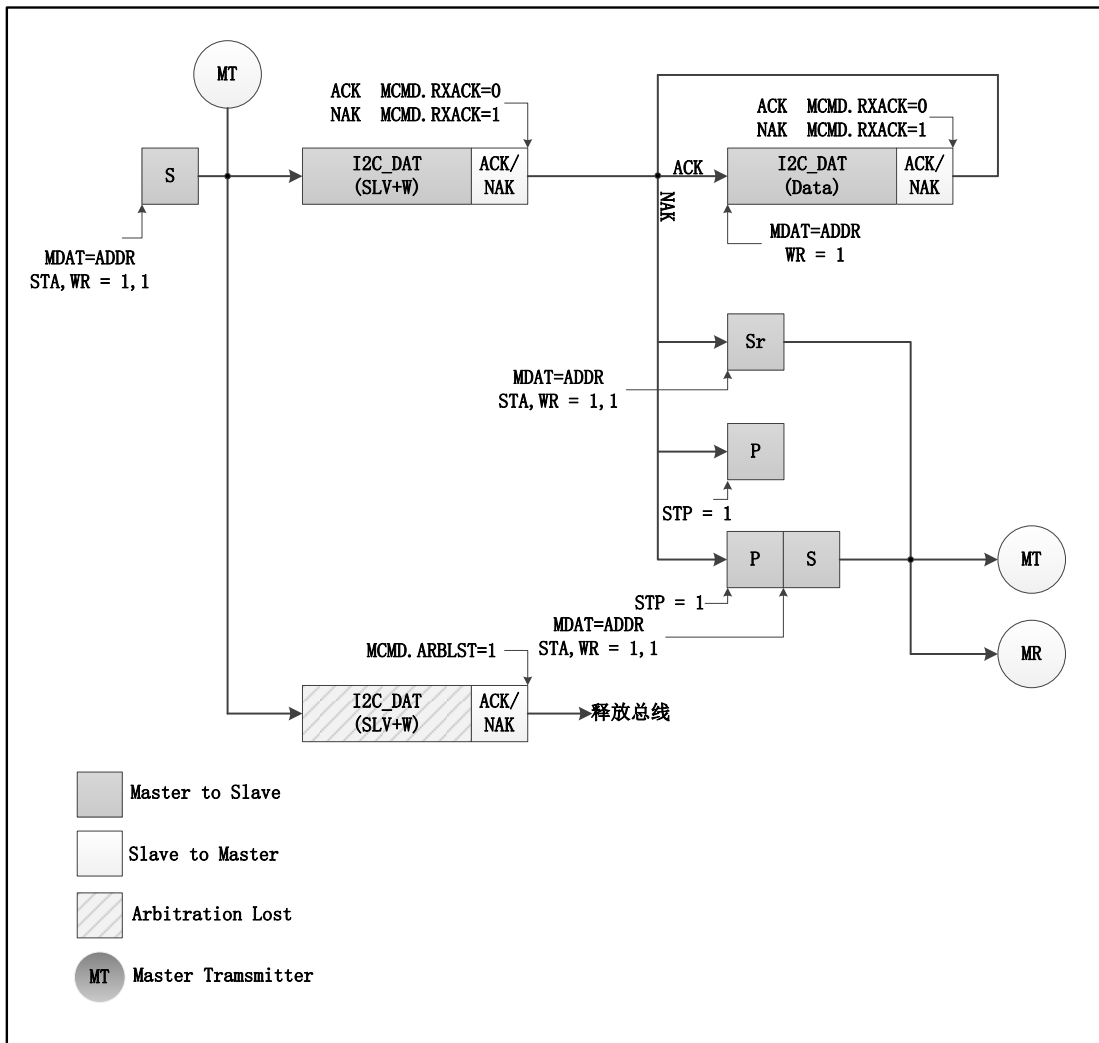 MT
ACK MCMD.RXACK=0
NAK MCMD.RXACK=1
ACK MCMD.RXACK=0
NAK MCMD.RXACK=1
S
I2C_DAT
(SLV+W)
ACK/
NAK
ACK
NAK
I2C_DAT
(Data)
ACK/
NAK
MDAT=ADDR
STA,WR = 1,1
MDAT=ADDR
WR = 1
Sr
MDAT=ADDR
STA,WR = 1,1
P
STP = 1
P
S
MT
STP = 1
MDAT=ADDR
STA,WR = 1,1
MR
MCMD.ARBLST=1
I2C_DAT
(SLV+W)
ACK/
NAK
释放总线
Master to Slave
Slave to Master
Arbitration Lost
MT
Master Tramsmitter